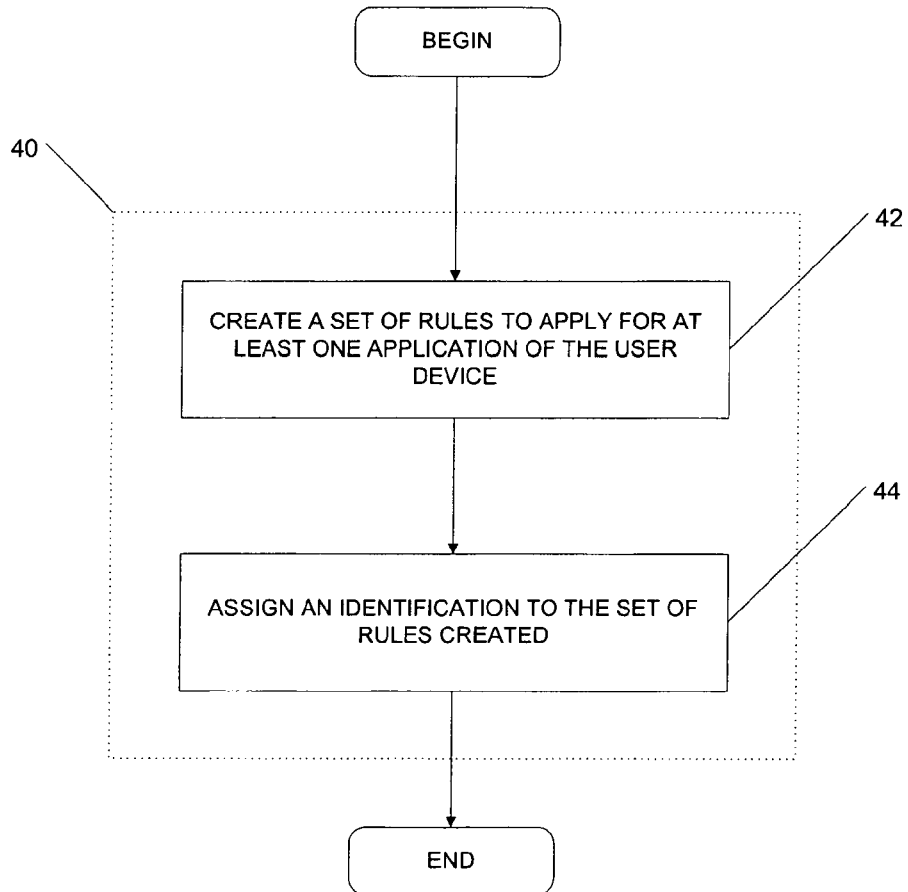 BEGIN
40
42
CREATE A SET OF RULES TO APPLY FOR AT
LEAST ONE APPLICATION OF THE USER
DEVICE
44
ASSIGN AN IDENTIFICATION TO THE SET OF
RULES CREATED
END